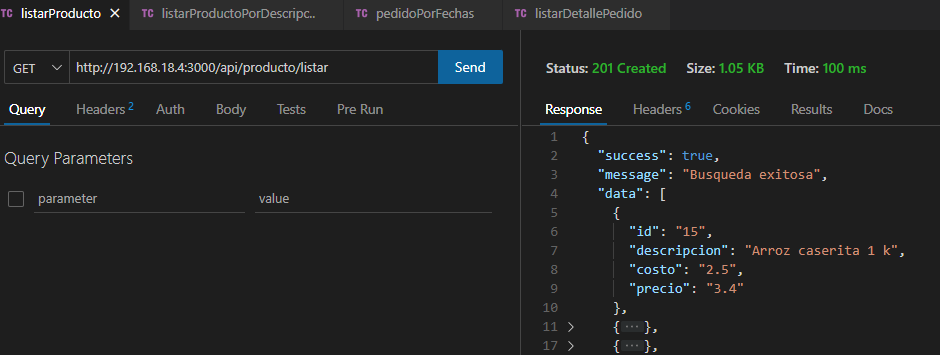 TC listarProducto × TC listarProductoPorDescripc.. TC pedidoPorFechas TC listarDetallePedido
GET http://192.168.18.4:3000/api/producto/listar Send
Query Headers 2 Auth Body Tests Pre Run
Query Parameters
parameter value
Status: 201 Created Size: 1.05 KB Time: 100 ms
Response Headers 6 Cookies Results Docs
1 {
2 "success": true,
3 "message": "Busqueda exitosa",
4 "data": [
5 {
6 "id": "15",
7 "descripcion": "Arroz caserita 1 k",
8 "costo": "2.5",
9 "precio": "3.4"
10 },
11 > {···},
17 > {···},